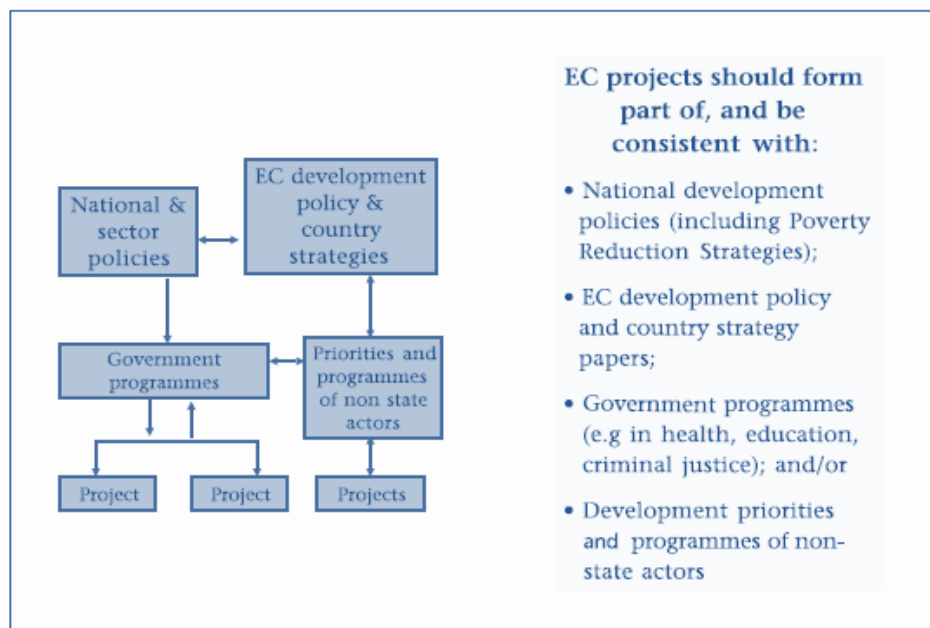 National &
sector
policies
EC development
policy &
country
strategies
Government
programmes
Priorities and
programmes
of non state
actors
Project
Project
Projects
EC projects should form
part of, and be
consistent with:
• National development
policies (including Poverty
Reduction Strategies);
• EC development policy
and country strategy
papers;
• Government programmes
(e.g in health, education,
criminal justice); and/or
• Development priorities
and programmes of non-
state actors